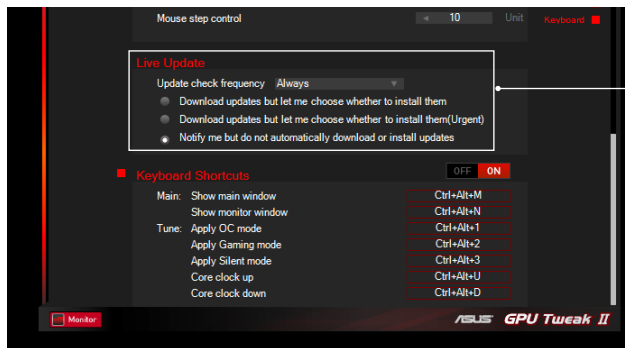 Mouse step control 10 Unit Keyboard
Live Update
Update check frequency Always
Download updates but let me choose whether to install them
Download updates but let me choose whether to install them(Urgent)
Notify me but do not automatically download or install updates
Keyboard Shortcuts OFF ON
Main: Show main window Ctrl+Alt+M
Show monitor window Ctrl+Alt+N
Tune: Apply OC mode Ctrl+Alt+1
Apply Gaming mode Ctrl+Alt+2
Apply Silent mode Ctrl+Alt+3
Core clock up Ctrl+Alt+U
Core clock down Ctrl+Alt+D
Monitor ASUS GPU Tweak II